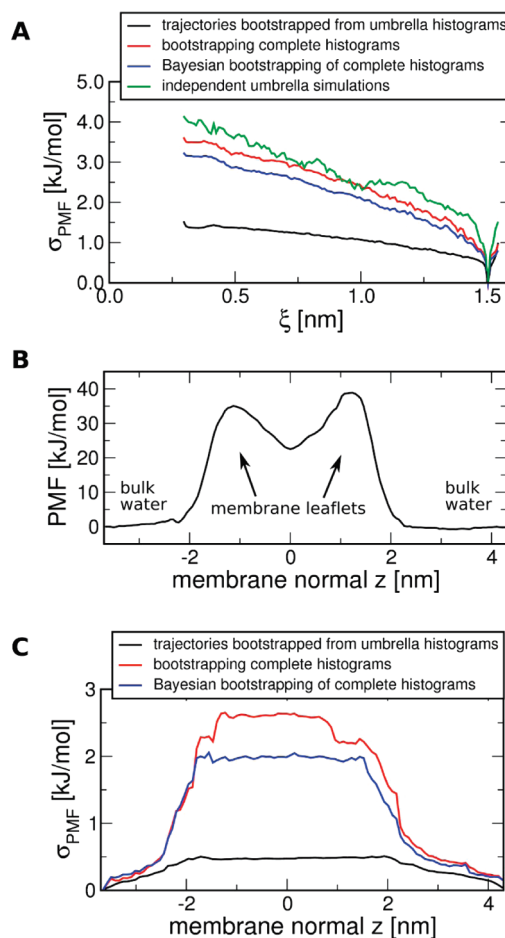 A
trajectories bootstrapped from umbrella histograms
bootstrapping complete histograms
Bayesian bootstrapping of complete histograms
independent umbrella simulations
5.0
4.0
3.0
2.0
1.0
0.0
σPMF [kJ/mol]
0.0 0.5 1.0 1.5
ξ [nm]
B
40
30
20
10
0
PMF [kJ/mol]
bulk water
membrane leaflets
bulk water
-2 0 2 4
membrane normal z [nm]
C
trajectories bootstrapped from umbrella histograms
bootstrapping complete histograms
Bayesian bootstrapping of complete histograms
3
2
1
0
σPMF [kJ/mol]
-2 0 2 4
membrane normal z [nm]